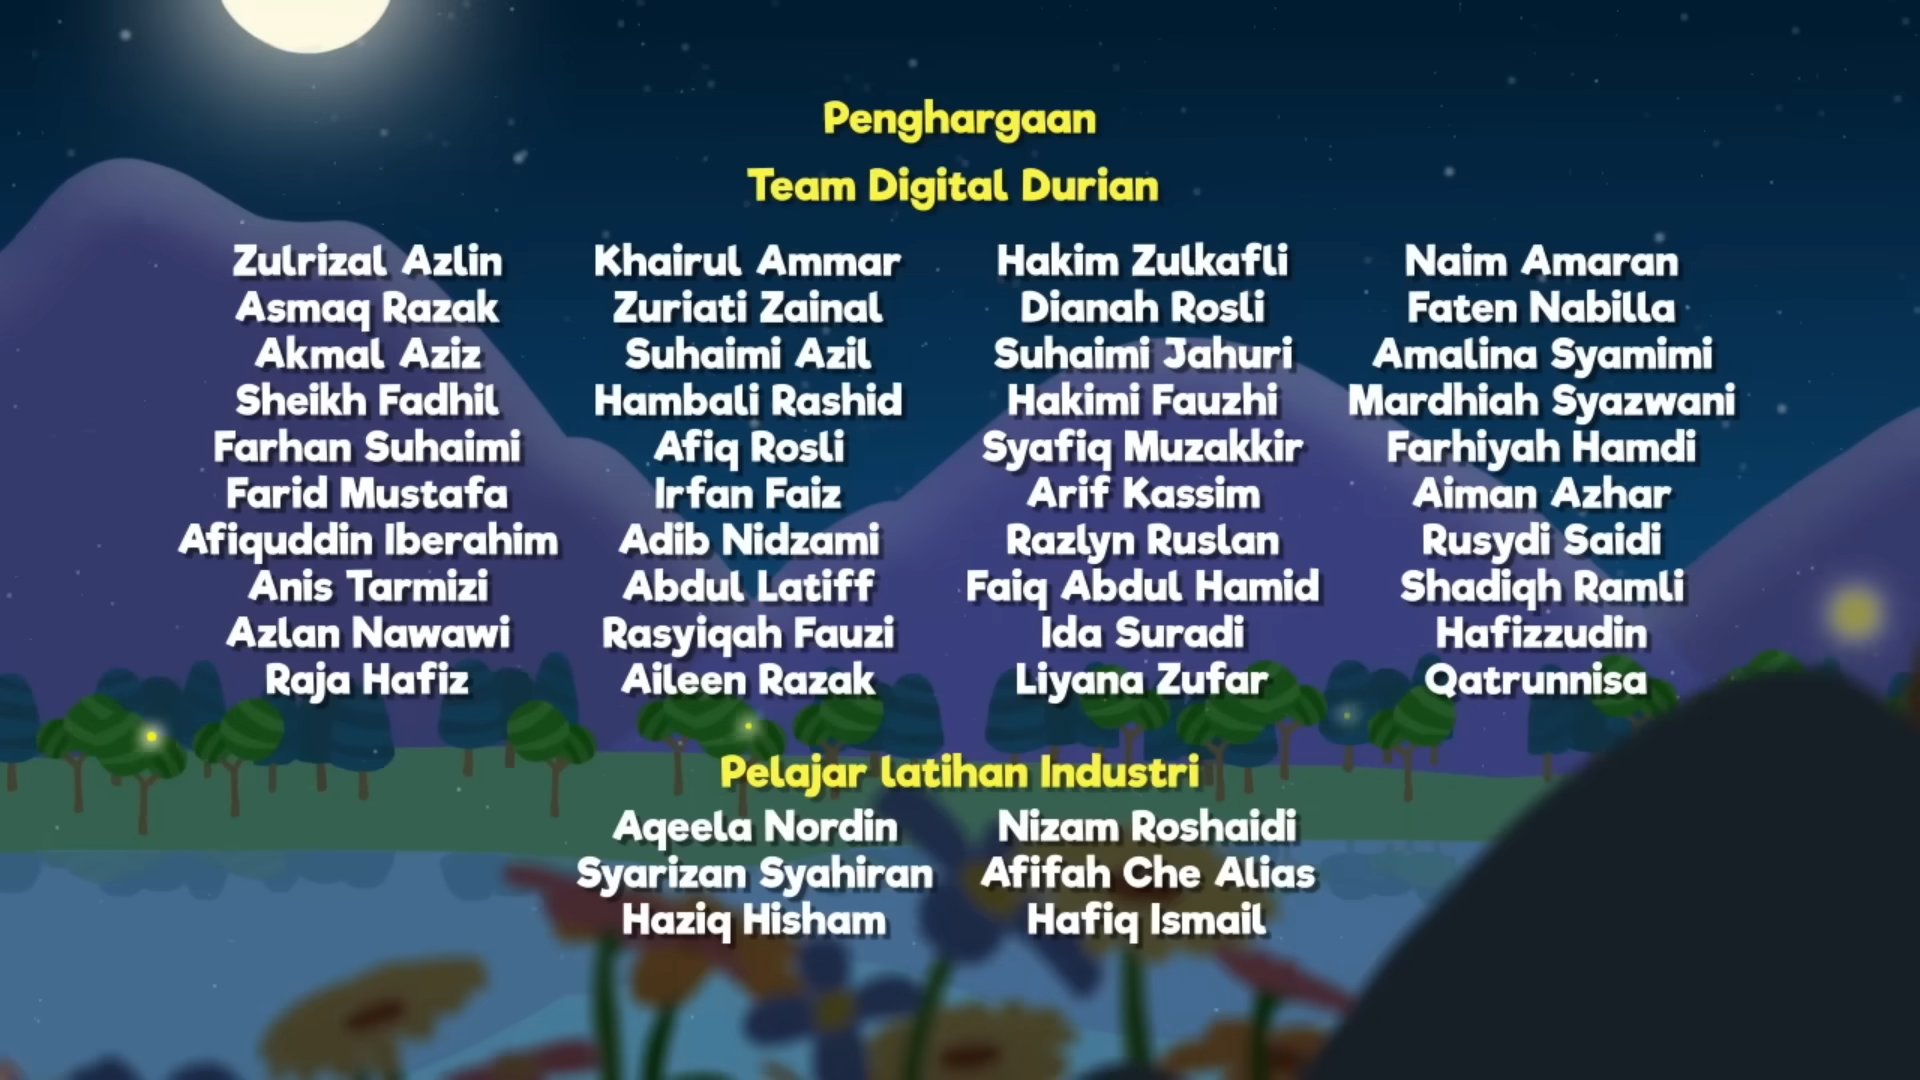 Penghargaan
Team Digital Durian
Zulrizal Azlin Khairul Ammar Hakim Zulkafli Naim Amaran
Asmaq Razak Zuriati Zainal Dianah Rosli Faten Nabilla
Akmal Aziz Suhaimi Azil Suhaimi Jahuri Amalina Syamimi
Sheikh Fadhil Hambali Rashid Hakimi Fauzhi Mardhiah Syazwani
Farhan Suhaimi Afiq Rosli Syafiq Muzakkir Farhiyah Hamdi
Farid Mustafa Irfan Faiz Arif Kassim Aiman Azhar
Afiquddin Iberahim Adib Nidzami Razlyn Ruslan Rusydi Saidi
Anis Tarmizi Abdul Latiff Faiq Abdul Hamid Shadiqh Ramli
Azlan Nawawi Rasyiqah Fauzi Ida Suradi Hafizzudin
Raja Hafiz Aileen Razak Liyana Zufar Qatrunnisa
Pelajar latihan Industri
Aqeela Nordin Nizam Roshaidi
Syarizan Syahiran Afifah Che Alias
Haziq Hisham Hafiq Ismail